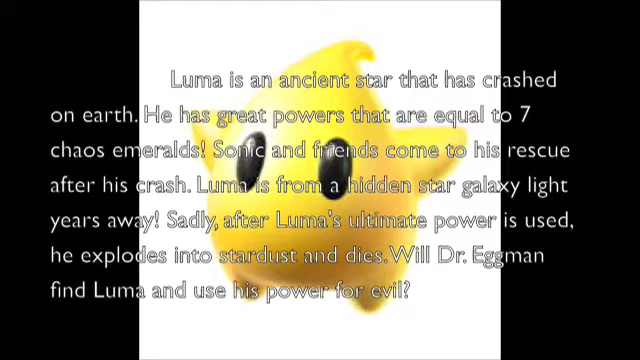 Luma is an ancient star that has crashed
on earth. He has great powers that are equal to 7
chaos emeralds! Sonic and friends come to his rescue
after his crash. Luma is from a hidden star galaxy light
years away! Sadly, after Luma's ultimate power is used,
he explodes into stardust and dies. Will Dr. Eggman
find Luma and use his power for evil?